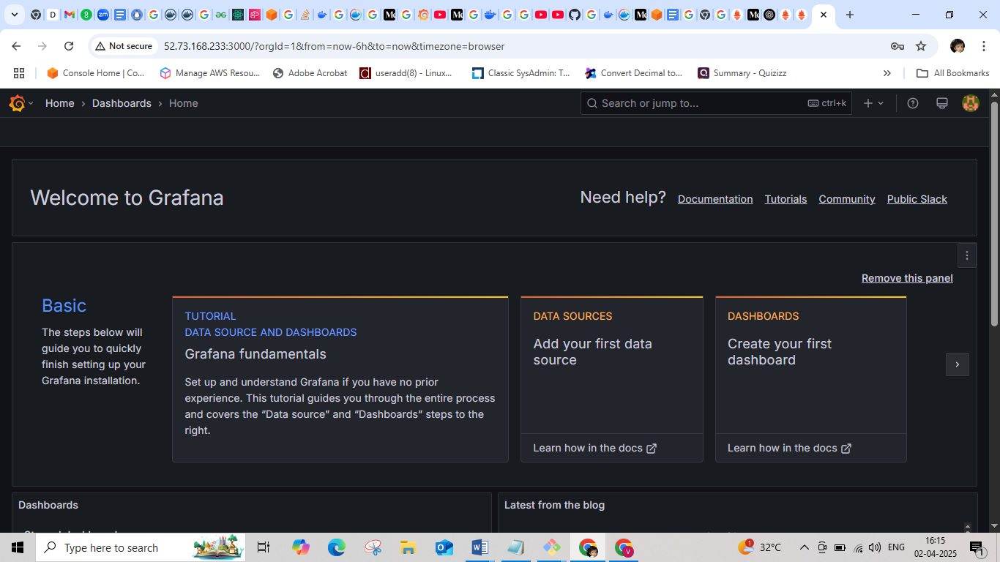 Not secure
52.73.168.233:3000/?orgId=1&from=now-6h&to=now&timezone=browser
Console Home | Co...
Manage AWS Resou...
Adobe Acrobat
useradd(8) - Linux...
Classic SysAdmin: T...
Convert Decimal to...
Summary - Quizizz
All Bookmarks
Home
Dashboards
Home
Search or jump to...
ctrl+k
Welcome to Grafana
Need help?
Documentation
Tutorials
Community
Public Slack
Remove this panel
Basic
The steps below will
guide you to quickly
finish setting up your
Grafana installation.
TUTORIAL
DATA SOURCE AND DASHBOARDS
Grafana fundamentals
Set up and understand Grafana if you have no prior
experience. This tutorial guides you through the entire process
and covers the “Data source” and “Dashboards” steps to the
right.
DATA SOURCES
Add your first data
source
Learn how in the docs
DASHBOARDS
Create your first
dashboard
Learn how in the docs
Dashboards
Latest from the blog
Type here to search
32°C
ENG
16:15
02-04-2025